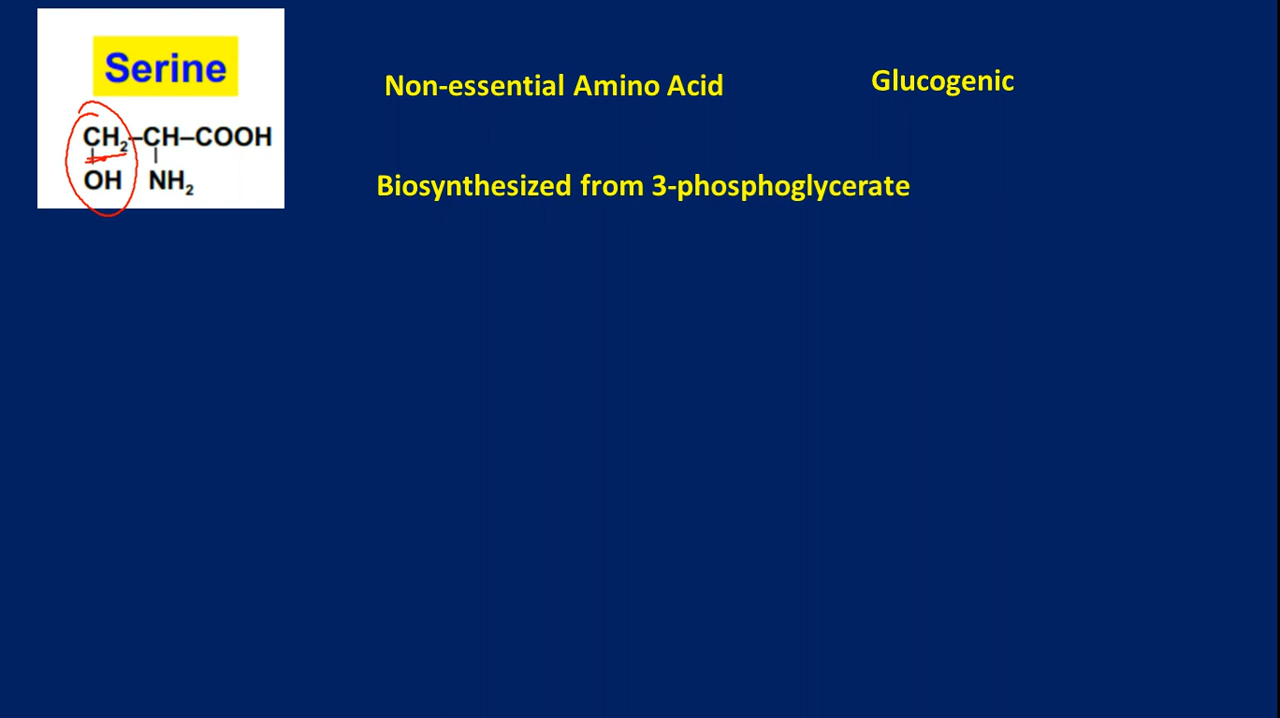 Serine
CH₂–CH–COOH
OH NH₂
Non-essential Amino Acid
Glucogenic
Biosynthesized from 3-phosphoglycerate